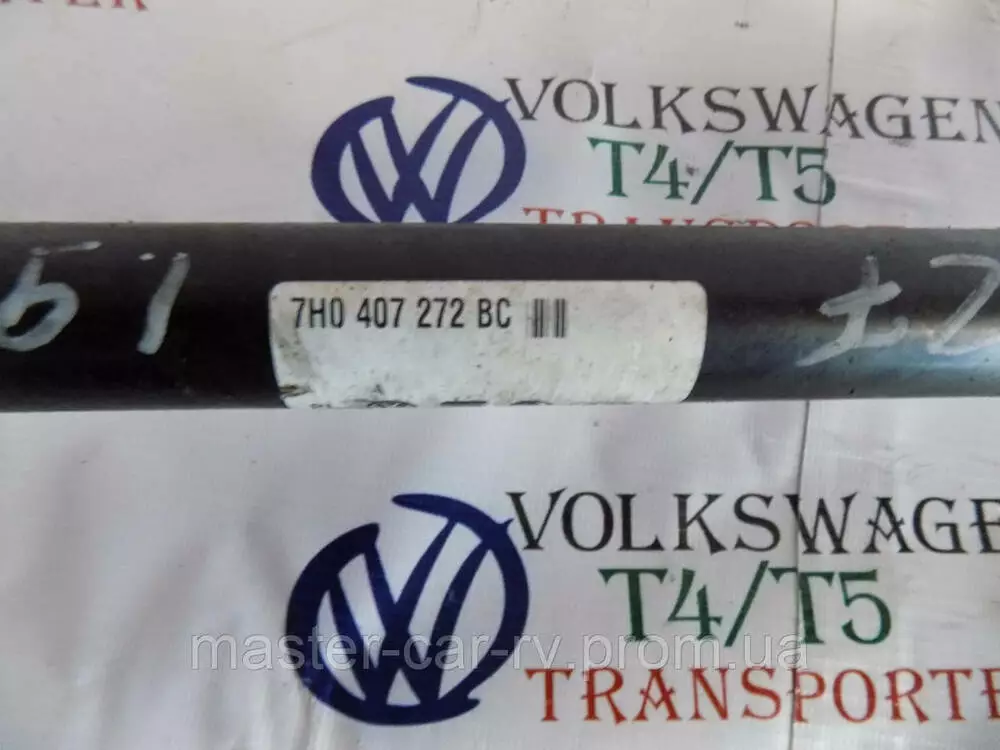 VOLKSWAGEN
T4/T5
7H0 407 272 BC
VOLKSWAGE
T4/T5
TRANSPORTE
master-car-rv.prom.ua